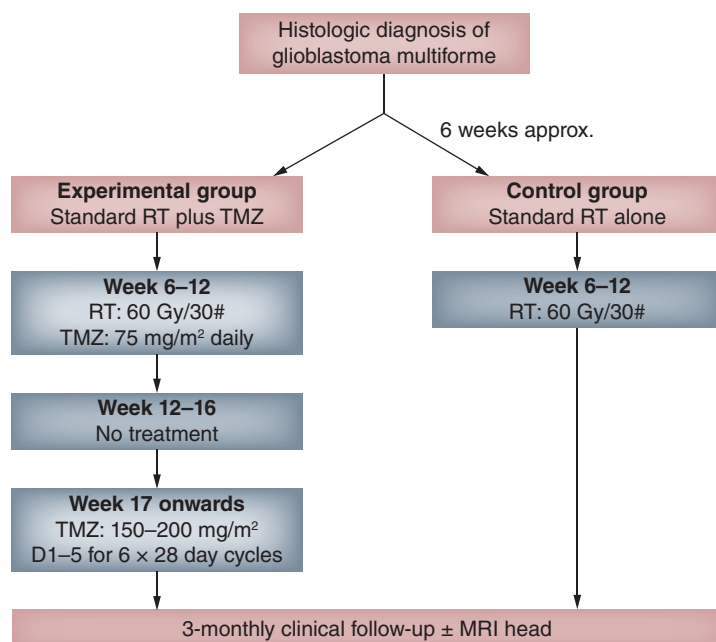 Histologic diagnosis of
glioblastoma multiforme
6 weeks approx.
Experimental group
Standard RT plus TMZ
Control group
Standard RT alone
Week 6–12
RT: 60 Gy/30#
TMZ: 75 mg/m² daily
Week 6–12
RT: 60 Gy/30#
Week 12–16
No treatment
Week 17 onwards
TMZ: 150–200 mg/m²
D1–5 for 6 × 28 day cycles
3-monthly clinical follow-up ± MRI head